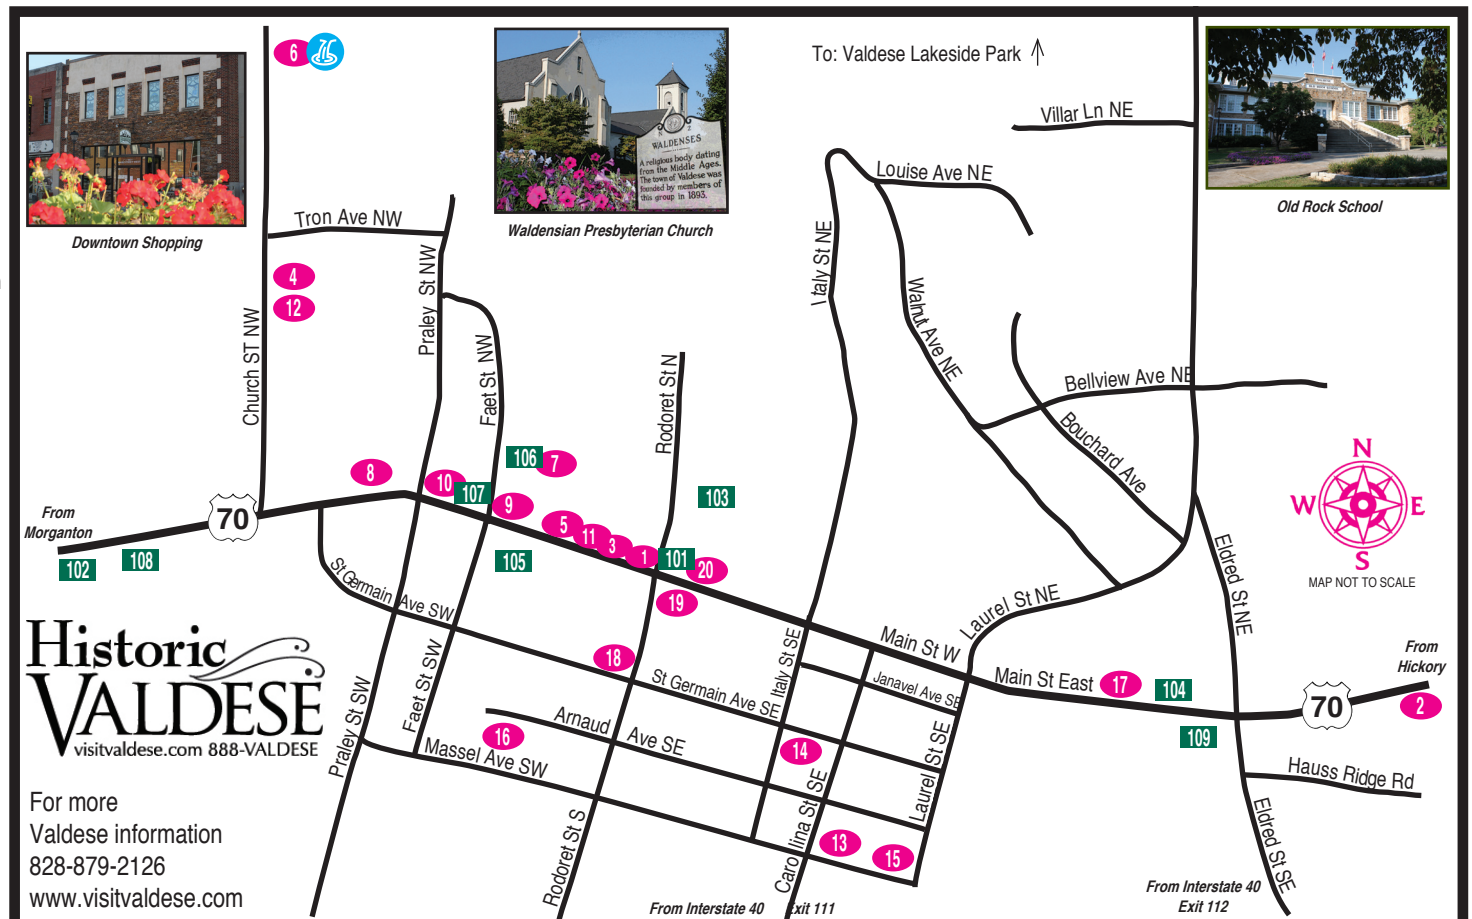 6
To: Valdese Lakeside Park
Villar Ln NE
WALDENSES
A religious body dating
from the Middle Ages.
The town of Valdese was
founded by members of
this group in 1893.
Louise Ave NE
Downtown Shopping
Waldensian Presbyterian Church
Old Rock School
Tron Ave NW
4
12
Church ST NW
Praley St NW
Faet St NW
Rodoret St N
Italy St NE
Walnut Ave NE
Bellview Ave NE
Bouchard Ave
8
10
107
106
7
9
5
11
3
1
101
20
103
105
19
70
From
Morganton
102
108
N
W
E
S
MAP NOT TO SCALE
St Germain Ave SW
18
St Germain Ave SE
Italy St SE
Main St W
Laurel St NE
Janavel Ave SE
Main St East
17
104
109
Eldred St NE
70
From
Hickory
2
Hauss Ridge Rd
Eldred St SE
Historic
VALDESE
visitvaldese.com 888-VALDESE
Praley St SW
Faet St SW
Arnaud Ave SE
16
Massel Ave SW
14
Laurel St SE
Carolina St SE
13
15
Rodoret St S
For more
Valdese information
828-879-2126
www.visitvaldese.com
From Interstate 40 Exit 111
From Interstate 40
Exit 112